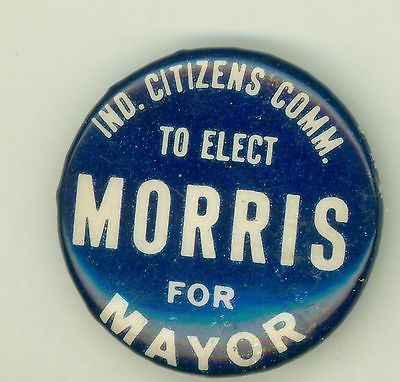 IND. CITIZENS COMM.
TO ELECT
MORRIS
FOR
MAYOR